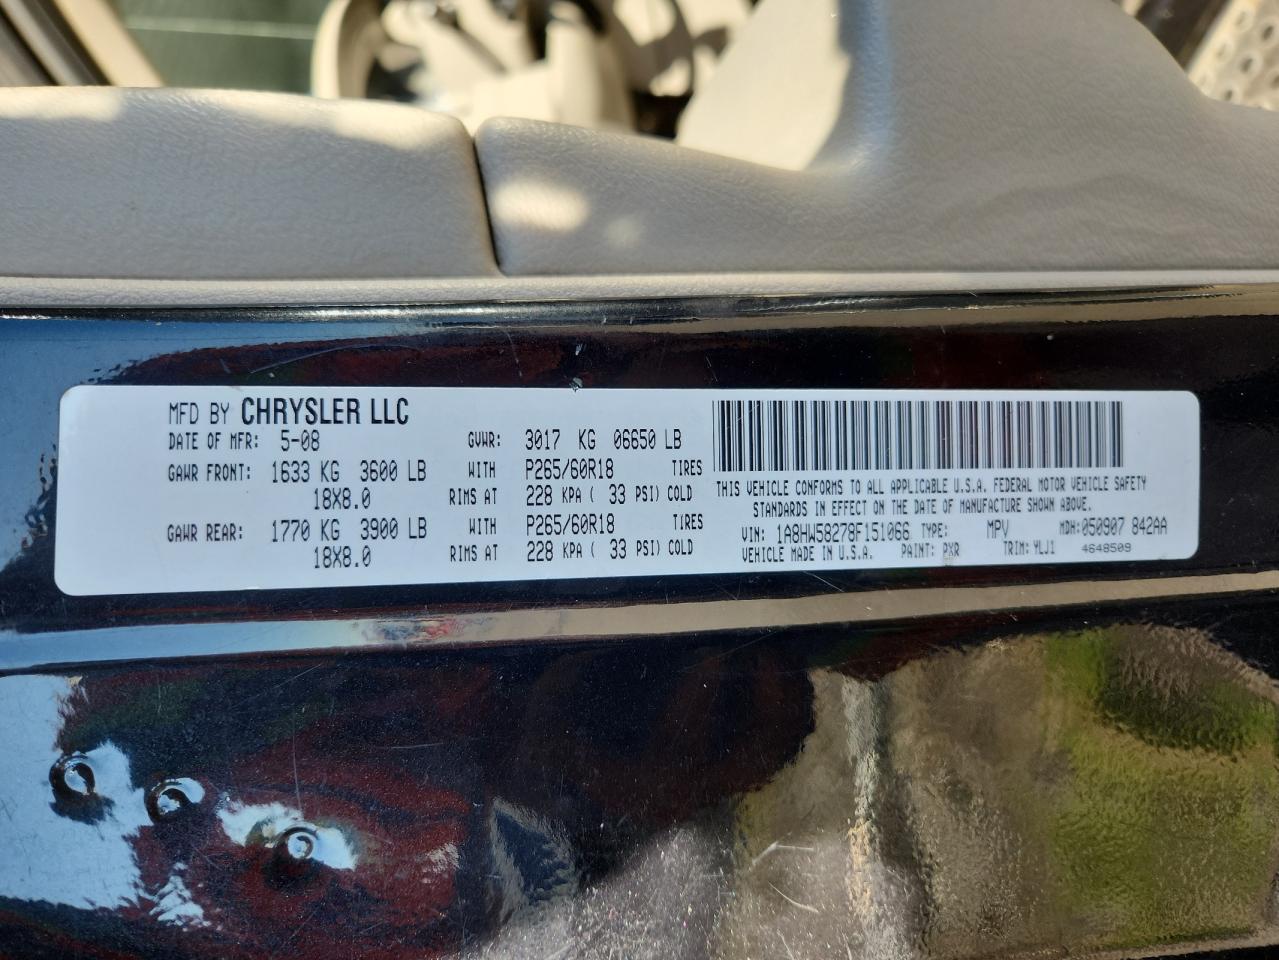 MFD BY CHRYSLER LLC
DATE OF MFR: 5-08 GVWR: 3017 KG 06650 LB
GAWR FRONT: 1633 KG 3600 LB WITH P265/60R18 TIRES
18X8.0 RIMS AT 228 KPA ( 33 PSI) COLD
GAWR REAR: 1770 KG 3900 LB WITH P265/60R18 TIRES
18X8.0 RIMS AT 228 KPA ( 33 PSI) COLD
THIS VEHICLE CONFORMS TO ALL APPLICABLE U.S.A. FEDERAL MOTOR VEHICLE SAFETY
STANDARDS IN EFFECT ON THE DATE OF MANUFACTURE SHOWN ABOVE.
VIN: 1A8HW58278F151066 TYPE: MPV MDH:050907 842AA
VEHICLE MADE IN U.S.A. PAINT: PXR TRIM: YLJ1 4648509